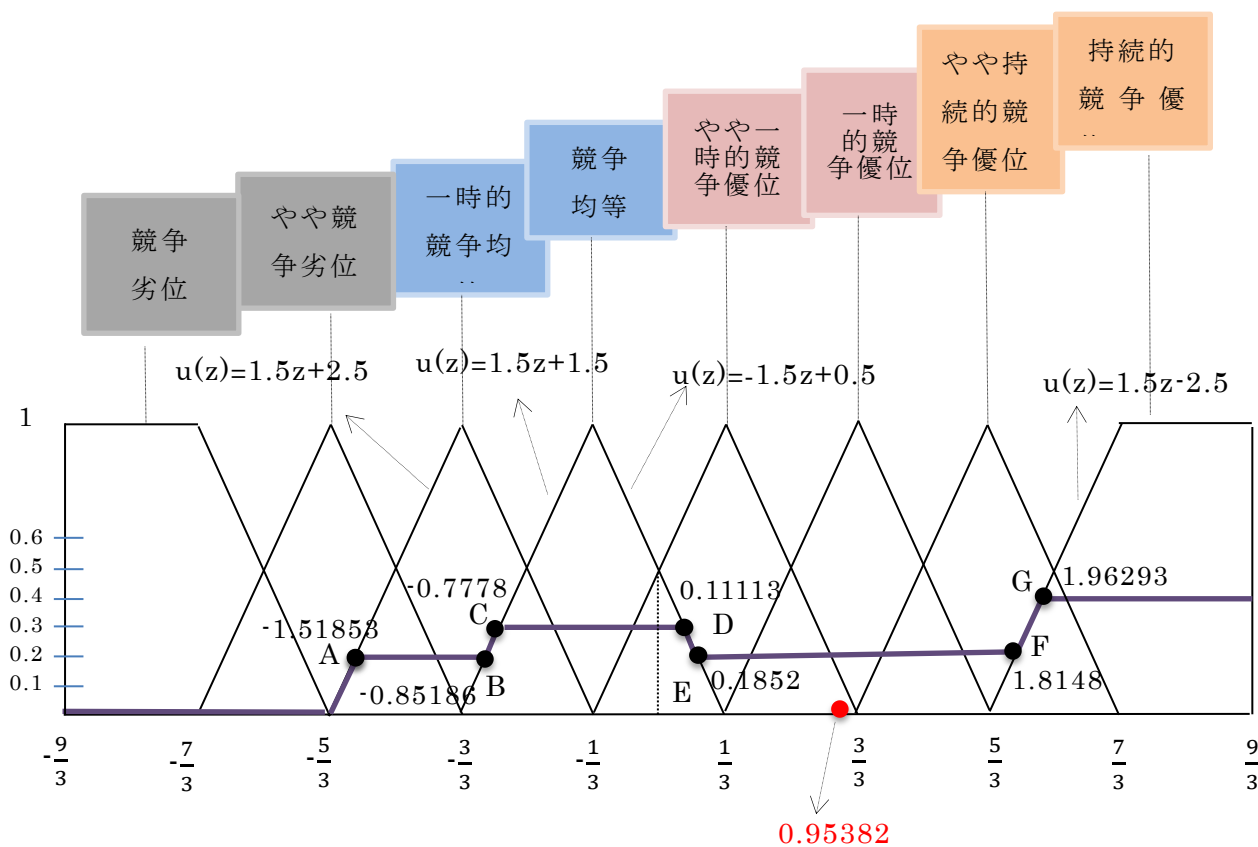 持続的
競争優
..
やや持
続的競
争優位
一時
的競
争優位
やや一
時的競
争優位
競争
均等
一時的
競争均
..
やや競
争劣位
競争
劣位
u(z)=1.5z+2.5
u(z)=1.5z+1.5
u(z)=-1.5z+0.5
u(z)=1.5z-2.5
1
0.6
0.5
0.4
0.3
0.2
0.1
-1.51853
A
-0.85186
B
-0.7778
C
0.11113
D
E
0.1852
F
1.8148
G
1.96293
-9/3
-7/3
-5/3
-3/3
-1/3
1/3
3/3
5/3
7/3
9/3
0.95382